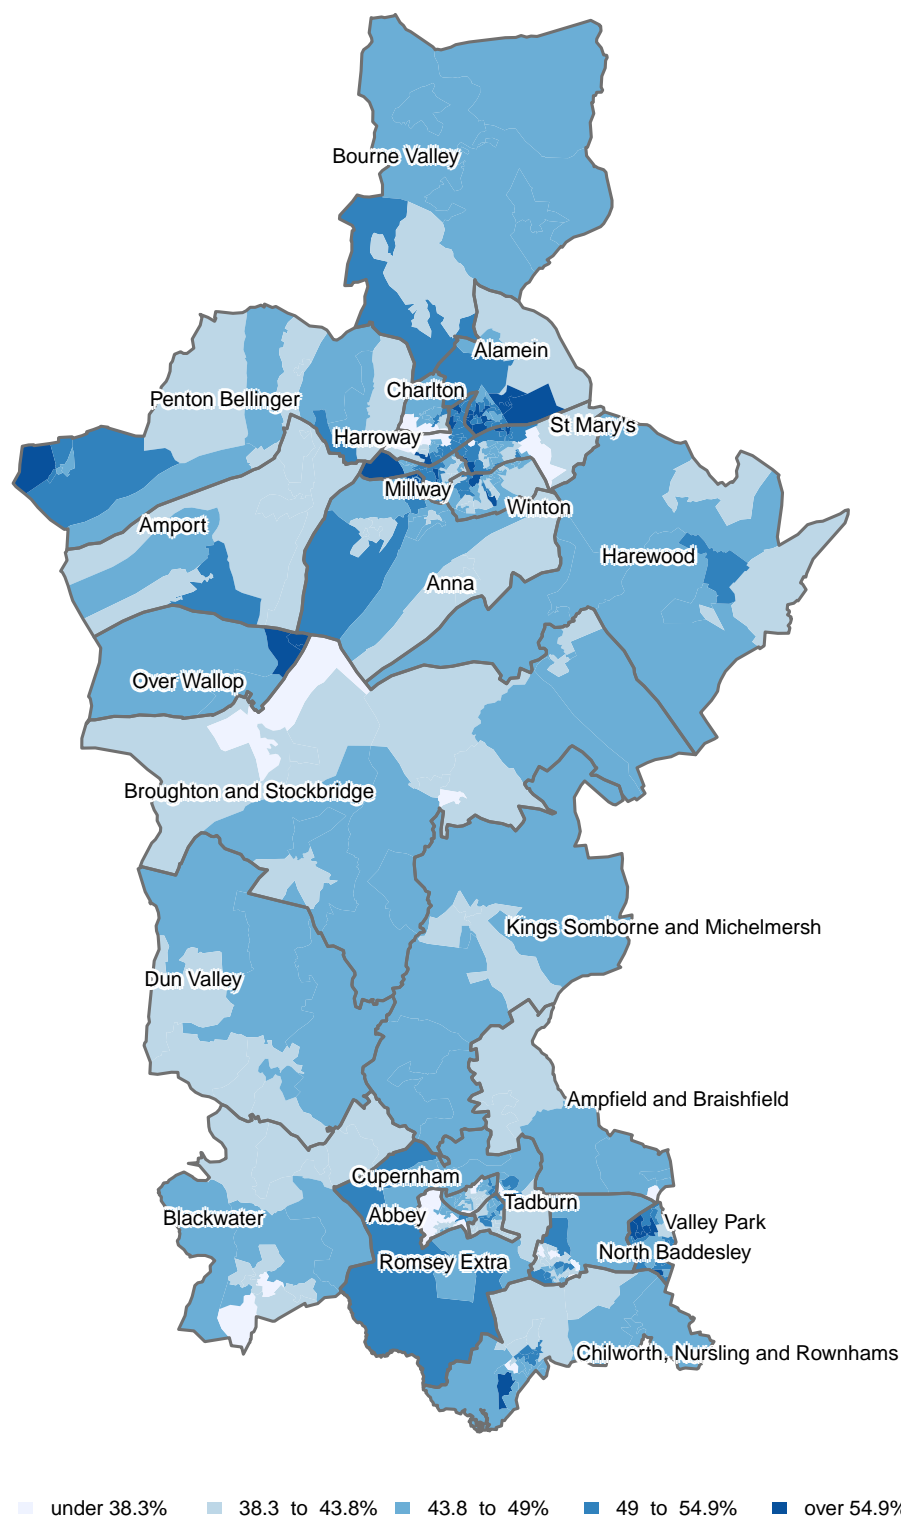 Bourne Valley
Alamein
Charlton
Penton Bellinger
St Mary's
Harroway
Millway
Winton
Amport
Harewood
Anna
Over Wallop
Broughton and Stockbridge
Kings Somborne and Michelmersh
Dun Valley
Ampfield and Braishfield
Cupernham
Tadburn
Abbey
Blackwater
Valley Park
North Baddesley
Romsey Extra
Chilworth, Nursling and Rownhams
under 38.3% 38.3 to 43.8% 43.8 to 49% 49 to 54.9% over 54.9%